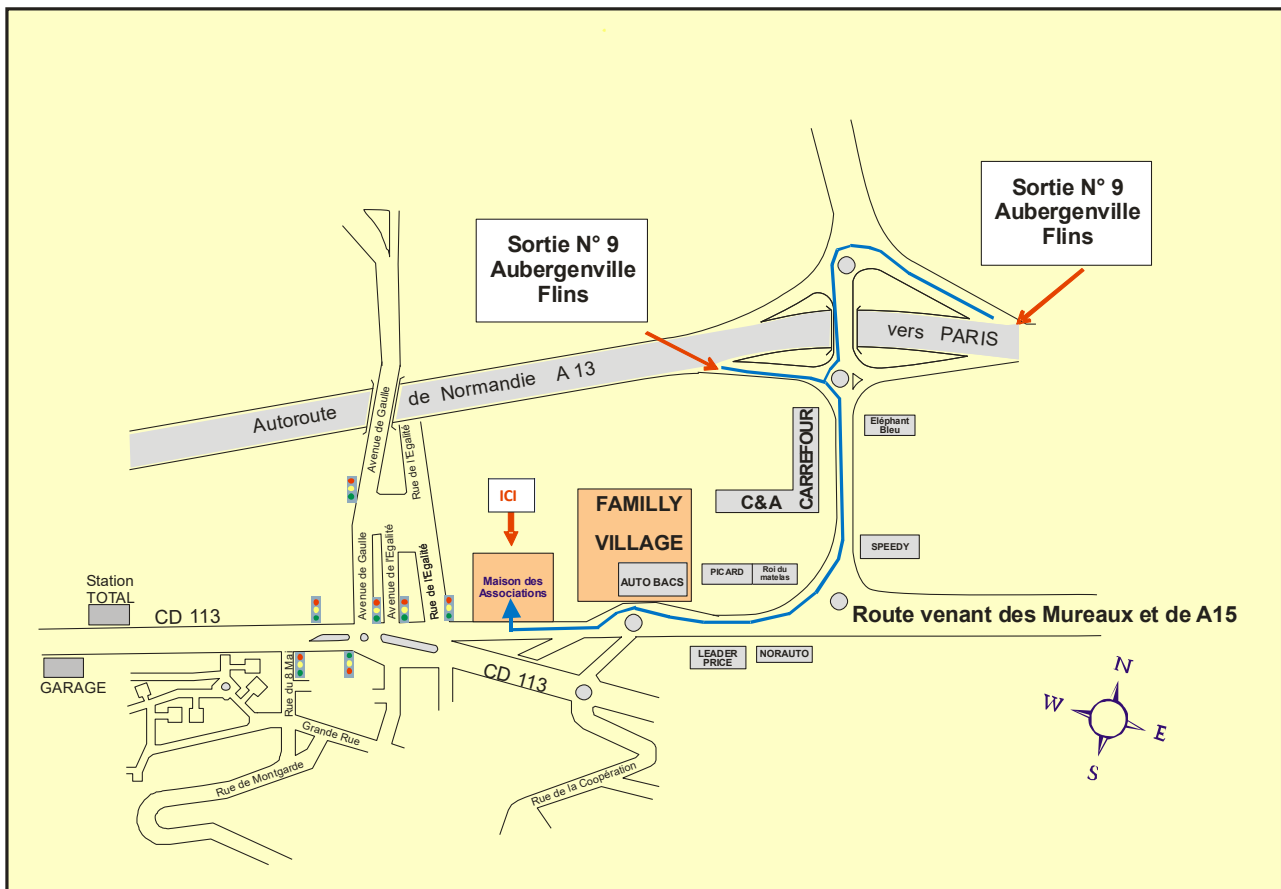 Sortie N° 9
Aubergenville
Flins
Sortie N° 9
Aubergenville
Flins
vers PARIS
Autoroute de Normandie A 13
Avenue de Gaulle
Rue de l'Egalité
Eléphant
Bleu
CARREFOUR
C&A
ICI
FAMILLY
VILLAGE
AUTO BACS
PICARD
Roi du
matelas
SPEEDY
Avenue de Gaulle
Avenue de l'Egalité
Rue de l'Egalité
Maison des
Associations
Station
TOTAL
CD 113
Route venant des Mureaux et de A15
GARAGE
Rue du 8 Mai
CD 113
LEADER
PRICE
NORAUTO
Grande Rue
Rue de Montgarde
Rue de la Coopération
N
W
E
S